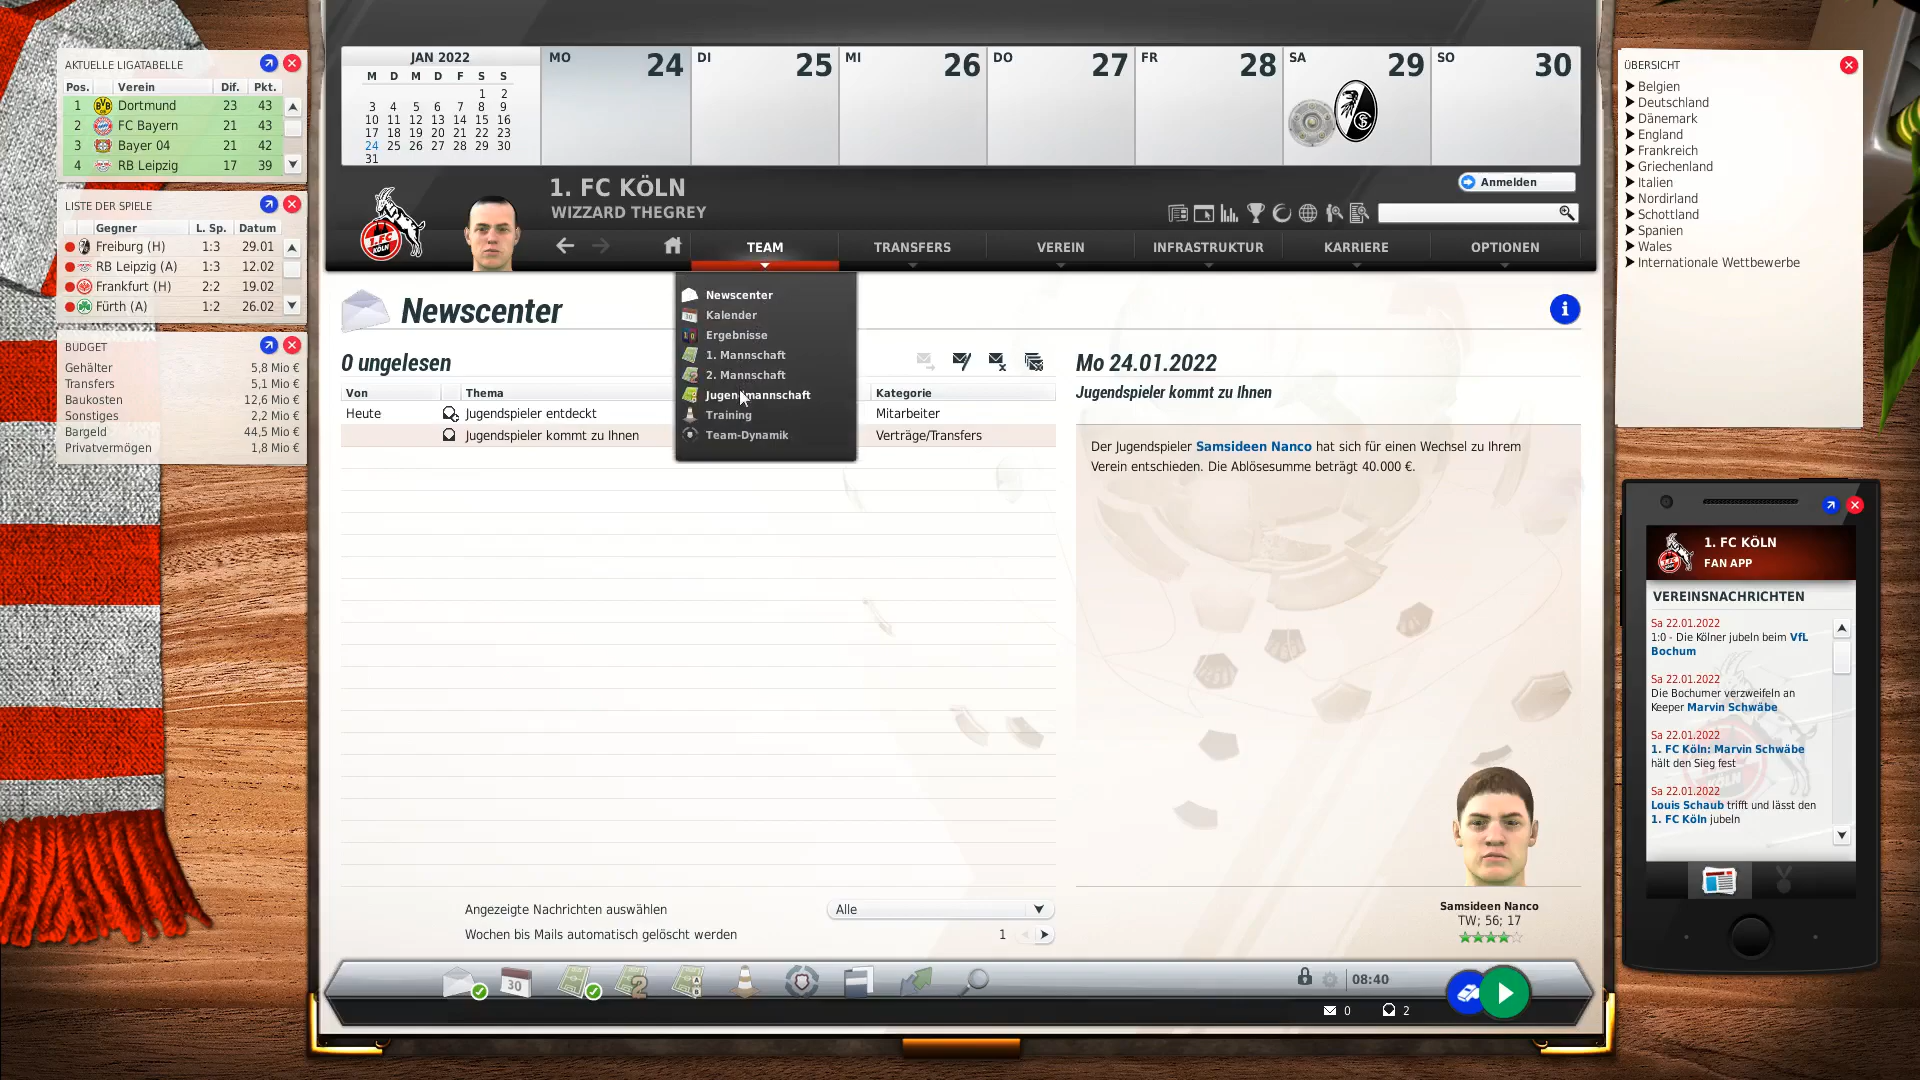 AKTUELLE LIGATABELLE
Pos. Verein Dif. Pkt.
1 Dortmund 23 43
2 FC Bayern 21 43
3 Bayer 04 21 42
4 RB Leipzig 17 39
LISTE DER SPIELE
Gegner L. Sp. Datum
Freiburg (H) 1:3 29.01
RB Leipzig (A) 1:3 12.02
Frankfurt (H) 2:2 19.02
Fürth (A) 1:2 26.02
BUDGET
Gehälter 5,8 Mio €
Transfers 5,1 Mio €
Baukosten 12,6 Mio €
Sonstiges 2,2 Mio €
Bargeld 44,5 Mio €
Privatvermögen 1,8 Mio €
JAN 2022
M D M D F S S
1 2
3 4 5 6 7 8 9
10 11 12 13 14 15 16
17 18 19 20 21 22 23
24 25 26 27 28 29 30
31
MO 24 DI 25 MI 26 DO 27 FR 28 SA 29 SO 30
1. FC KÖLN
WIZZARD THEGREY
Anmelden
TEAM TRANSFERS VEREIN INFRASTRUKTUR KARRIERE OPTIONEN
Newscenter
Kalender
Ergebnisse
1. Mannschaft
2. Mannschaft
Jugendmannschaft
Training
Team-Dynamik
Newscenter
0 ungelesen
Von Thema Kategorie
Heute Jugendspieler entdeckt Mitarbeiter
Jugendspieler kommt zu Ihnen Verträge/Transfers
Angezeigte Nachrichten auswählen Alle
Wochen bis Mails automatisch gelöscht werden 1
Mo 24.01.2022
Jugendspieler kommt zu Ihnen
Der Jugendspieler Samsideen Nanco hat sich für einen Wechsel zu Ihrem
Verein entschieden. Die Ablösesumme beträgt 40.000 €.
Samsideen Nanco
TW; 56; 17
30
2
08:40
0 2
ÜBERSICHT
Belgien
Deutschland
Dänemark
England
Frankreich
Griechenland
Italien
Nordirland
Schottland
Spanien
Wales
Internationale Wettbewerbe
1. FC KÖLN
FAN APP
VEREINSNACHRICHTEN
Sa 22.01.2022
1:0 - Die Kölner jubeln beim VfL
Bochum
Sa 22.01.2022
Die Bochumer verzweifeln an
Keeper Marvin Schwäbe
Sa 22.01.2022
1. FC Köln: Marvin Schwäbe
hält den Sieg fest
Sa 22.01.2022
Louis Schaub trifft und lässt den
1. FC Köln jubeln